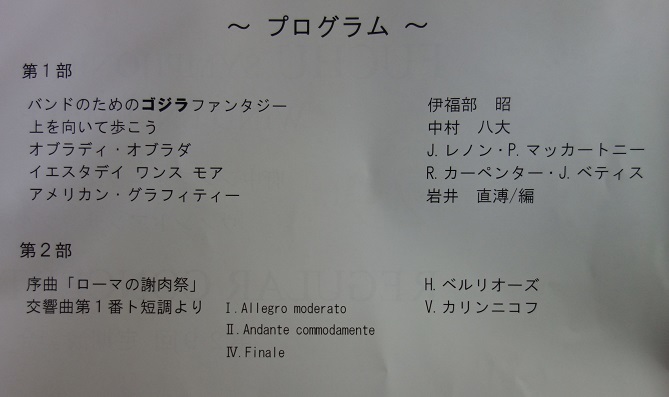 ～ プログラム ～
第１部
バンドのためのゴジラファンタジー 伊福部 昭
上を向いて歩こう 中村 八大
オブラディ・オブラダ J.レノン・P.マッカートニー
イエスタデイ ワンス モア R.カーペンター・J.ベティス
アメリカン・グラフィティー 岩井 直溥/編
第２部
序曲「ローマの謝肉祭」 H.ベルリオーズ
交響曲第１番ト短調より Ⅰ.Allegro moderato V.カリンニコフ
Ⅱ.Andante commodamente
Ⅳ.Finale